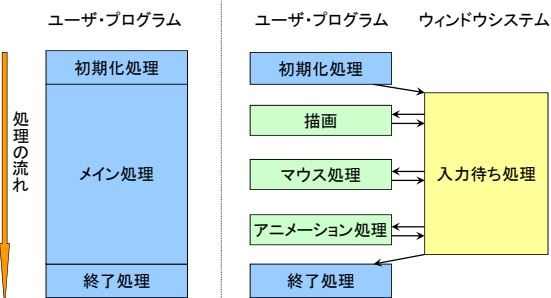 ユーザ・プログラム
初期化処理
メイン処理
終了処理
処理の流れ
ユーザ・プログラム
ウィンドウシステム
初期化処理
描画
マウス処理
アニメーション処理
終了処理
入力待ち処理